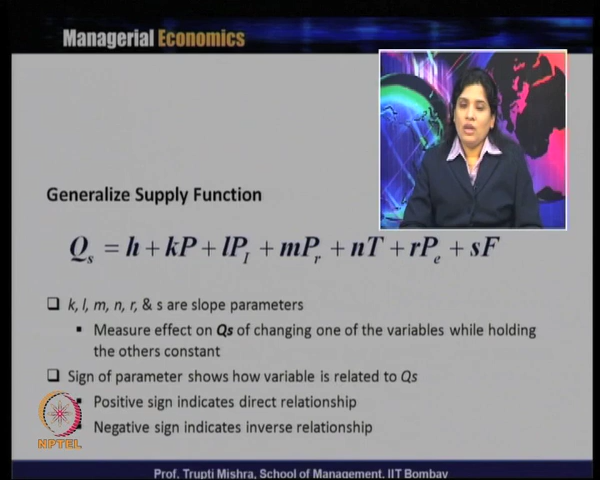 Managerial Economics
Generalize Supply Function
Qs = h + kP + lPI + mPr + nT + rPe + sF
k, l, m, n, r, & s are slope parameters
Measure effect on Qs of changing one of the variables while holding
the others constant
Sign of parameter shows how variable is related to Qs
Positive sign indicates direct relationship
Negative sign indicates inverse relationship
NPTEL
Prof. Trupti Mishra, School of Management, IIT Bombay